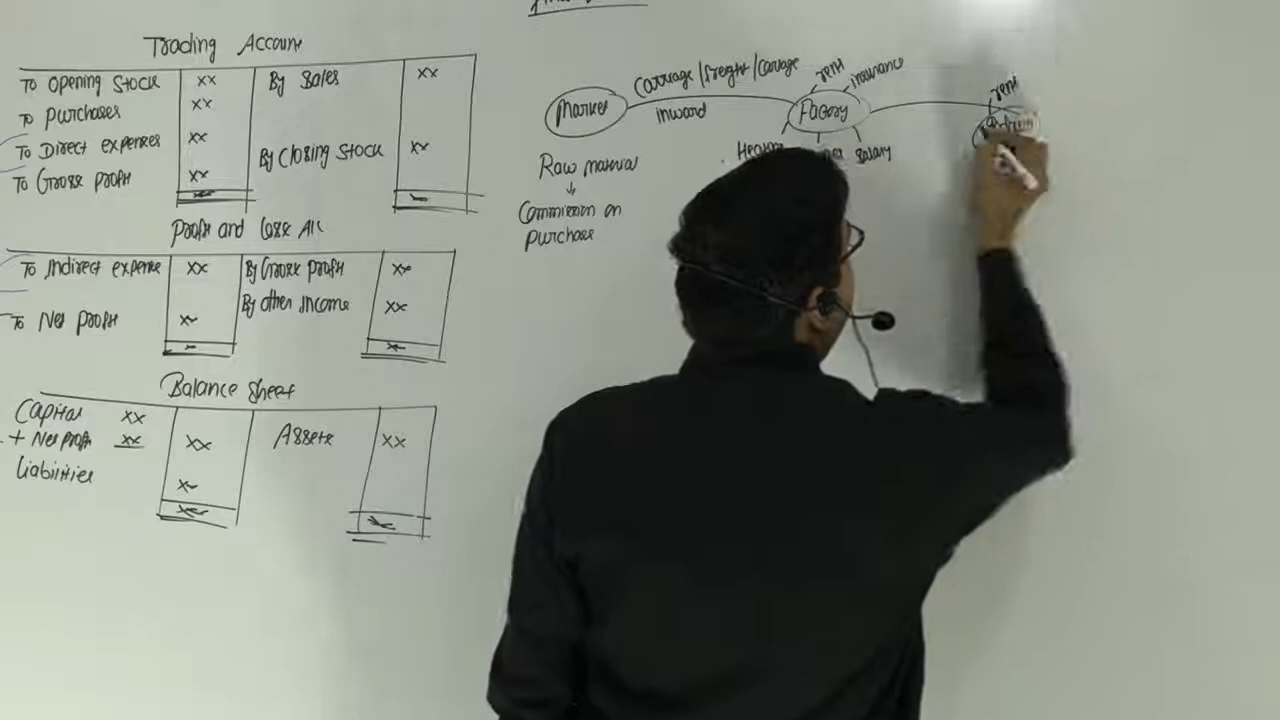 Trading Account
To Opening Stock xx By Sales xx
To purchases xx
To Direct expenses xx By Closing Stock xx
To Gross profit xx
Profit and Loss A/c
To Indirect expense xx By Gross profit xx
By other Income xx
To Net profit
Balance Sheet
Capital xx
+ Net profit xx xx Assets xx
Liabilities
Market
Carriage / freight / Cartage
inward
Factory
rent
insurance
salary
rent
Raw material
↓
Commission on
purchase